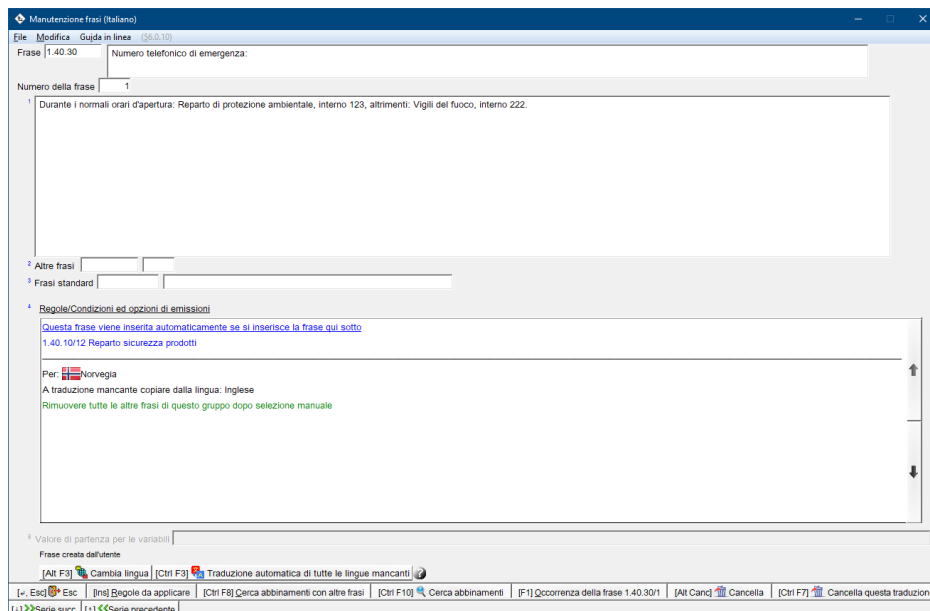 Manutenzione frasi (Italiano)
File Modifica Guida in linea (§6.0.10)
Frase 1.40.30 Numero telefonico di emergenza:
Numero della frase 1
1 Durante i normali orari d'apertura: Reparto di protezione ambientale, interno 123, altrimenti: Vigili del fuoco, interno 222.
2 Altre frasi
3 Frasi standard
4 Regole/Condizioni ed opzioni di emissioni
Questa frase viene inserita automaticamente se si inserisce la frase qui sotto
1.40.10/12 Reparto sicurezza prodotti
Per: Norvegia
A traduzione mancante copiare dalla lingua: Inglese
Rimuovere tutte le altre frasi di questo gruppo dopo selezione manuale
Valore di partenza per le variabili
Frase creata dall'utente
[Alt F3] Cambia lingua [Ctrl F3] Traduzione automatica di tutte le lingue mancanti
[↲, Esc] Esc [Ins] Regole da applicare [Ctrl F8] Cerca abbinamenti con altre frasi [Ctrl F10] Cerca abbinamenti [F1] Occorrenza della frase 1.40.30/1 [Alt Canc] Cancella [Ctrl F7] Cancella questa traduzion
[↓] Serie succ. [↑] Serie precedente